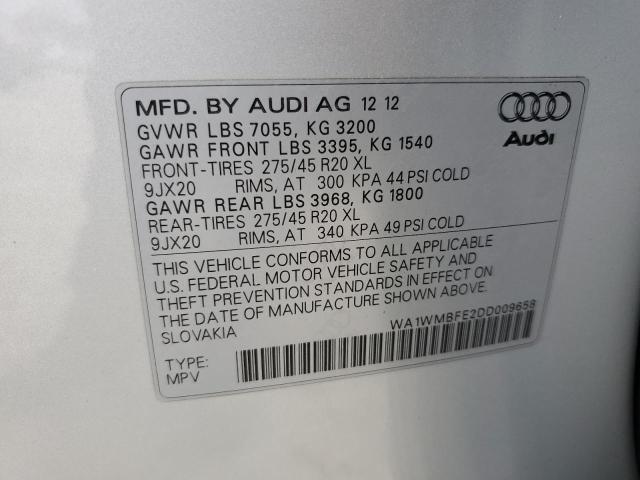 MFD. BY AUDI AG 12 12
GVWR LBS 7055, KG 3200
GAWR FRONT LBS 3395, KG 1540
FRONT-TIRES 275/45 R20 XL
9JX20 RIMS, AT 300 KPA 44 PSI COLD
GAWR REAR LBS 3968, KG 1800
REAR-TIRES 275/45 R20 XL
9JX20 RIMS, AT 340 KPA 49 PSI COLD
Audi
THIS VEHICLE CONFORMS TO ALL APPLICABLE
U.S. FEDERAL MOTOR VEHICLE SAFETY AND
THEFT PREVENTION STANDARDS IN EFFECT ON
THE DATE OF MANUFACTURE SHOWN ABOVE.
SLOVAKIA
WA1WMBFE2DD009658
TYPE:
MPV